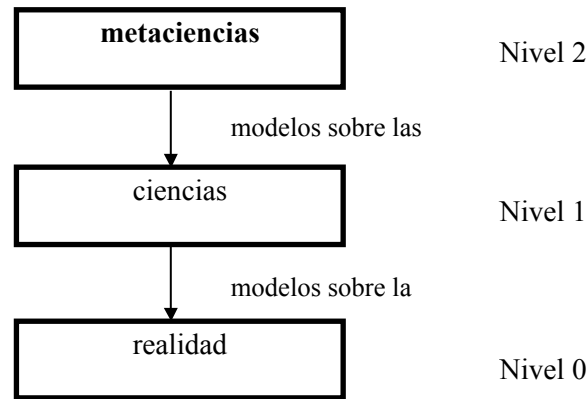 metaciencias
Nivel 2
modelos sobre las
ciencias
Nivel 1
modelos sobre la
realidad
Nivel 0